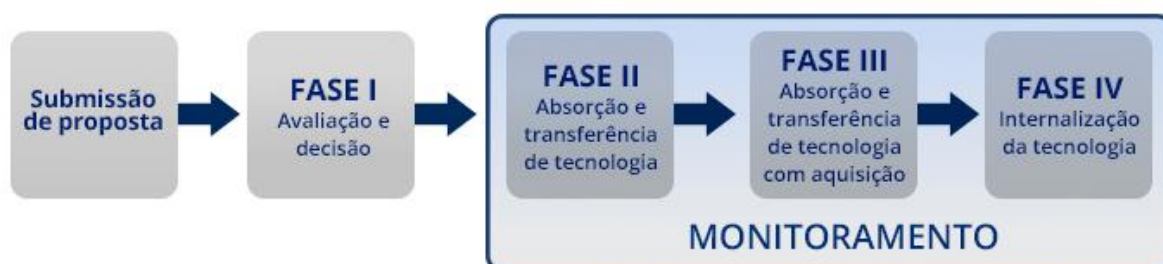 Submissão
de proposta
FASE I
Avaliação e
decisão
FASE II
Absorção e
transferência
de tecnologia
FASE III
Absorção e
transferência
de tecnologia
com aquisição
FASE IV
Internalização
da tecnologia
MONITORAMENTO